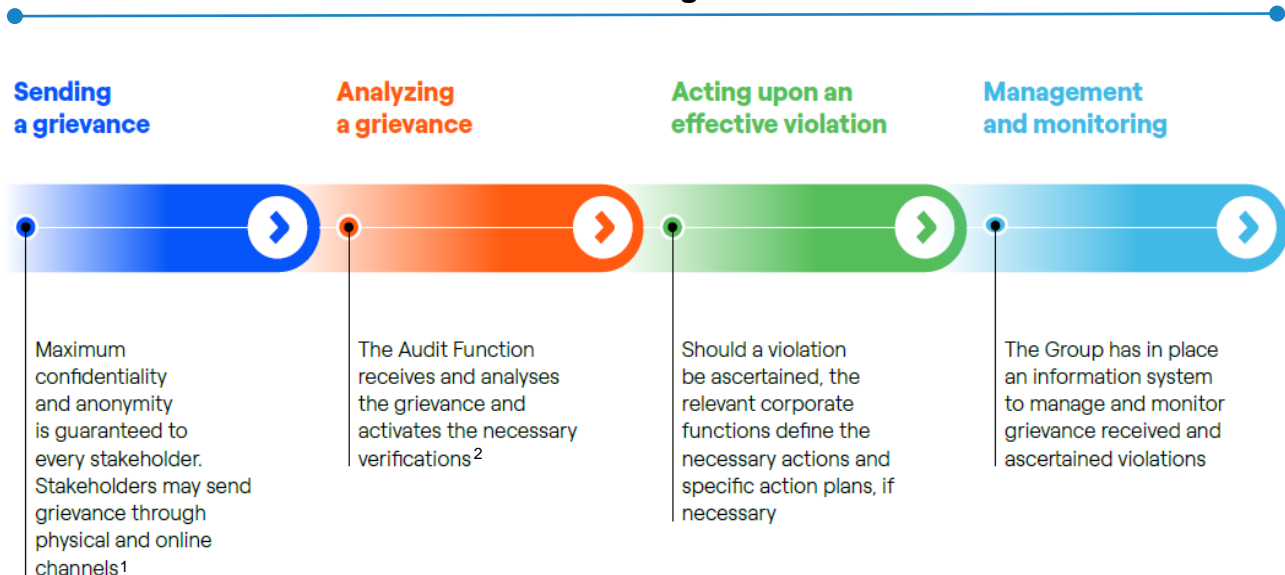 Sending
a grievance
Analyzing
a grievance
Acting upon an
effective violation
Management
and monitoring
Maximum
confidentiality
and anonymity
is guaranteed to
every stakeholder.
Stakeholders may send
grievance through
physical and online
channels1
The Audit Function
receives and analyses
the grievance and
activates the necessary
verifications2
Should a violation
be ascertained, the
relevant corporate
functions define the
necessary actions and
specific action plans, if
necessary
The Group has in place
an information system
to manage and monitor
grievance received and
ascertained violations